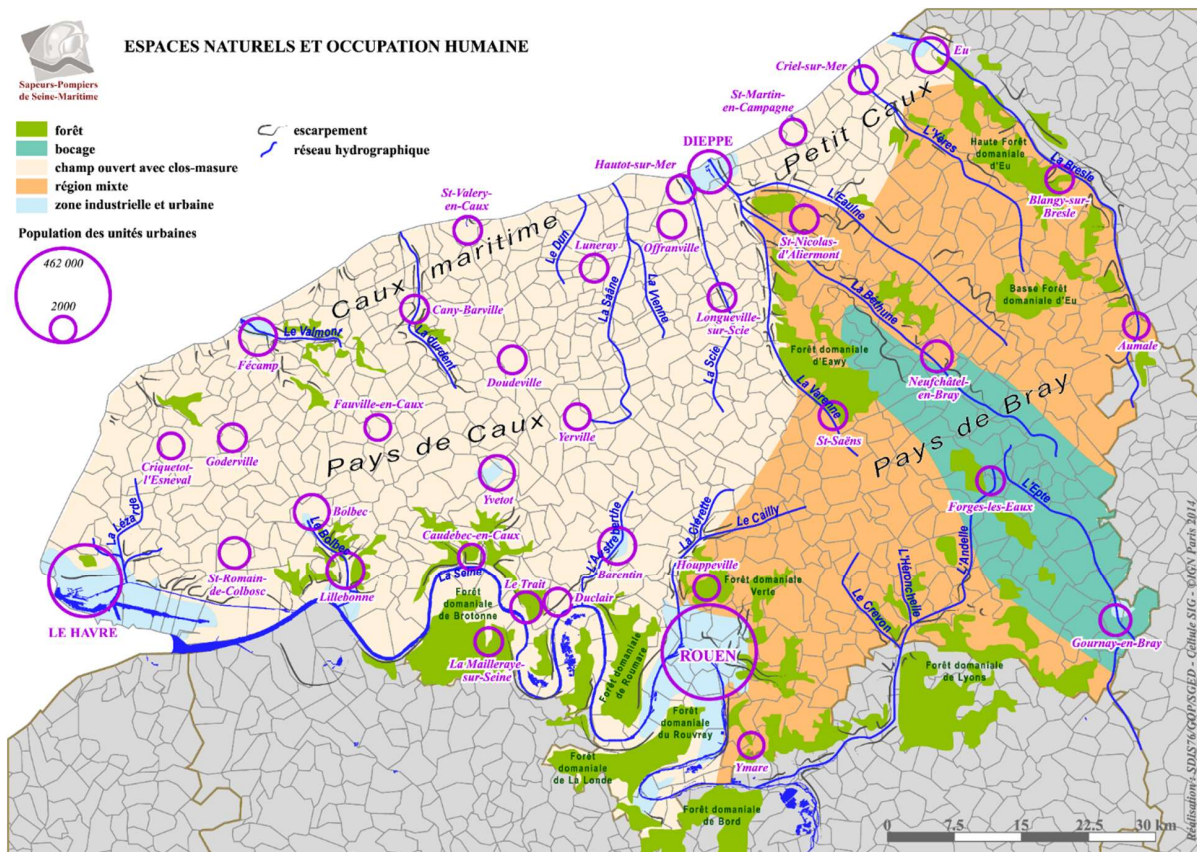 ESPACES NATURELS ET OCCUPATION HUMAINE
Sapeurs-Pompiers
de Seine-Maritime
forêt
bocage
champ ouvert avec clos-masure
région mixte
zone industrielle et urbaine
escarpement
réseau hydrographique
Population des unités urbaines
462 000
2000
Eu
Criel-sur-Mer
St-Martin-
en-Campagne
Petit Caux
DIEPPE
Hautot-sur-Mer
L'Yères
Haute Forêt
domaniale
d'Eu
La Bresle
Blangy-sur-
Bresle
St-Valery-
en-Caux
Caux maritime
Le Dun
Luneray
Offranville
L'Eaulne
St-Nicolas-
d'Aliermont
La Saâne
La Vienne
Longueville-
sur-Scie
La Béthune
Basse Forêt
domaniale d'Eu
Cany-Barville
La durdent
Le Valmont
Fécamp
La Scie
Forêt domaniale
d'Eawy
Neufchâtel-
en-Bray
Aumale
Doudeville
La Varenne
St-Saëns
Pays de Bray
Fauville-en-Caux
Yerville
Criquetot-
l'Esneval
Goderville
Pays de Caux
Yvetot
La Lézarde
Bolbec
Le Bolbec
Caudebec-en-Caux
L'Austreberthe
La Clérette
Le Cailly
Forges-les-Eaux
L'Epte
L'Andelle
L'Héronchelle
Le Crevon
Barentin
Houppeville
Forêt domaniale
Verte
St-Romain-
de-Colbosc
Lillebonne
La Seine
Le Trait
Duclair
Forêt
domaniale
de Brotonne
LE HAVRE
La Mailleraye-
sur-Seine
Forêt domaniale
de Roumare
ROUEN
Gournay-en-Bray
Forêt domaniale
de Lyons
Forêt
domaniale
du Rouvray
Forêt
domaniale
de La Londe
Ymare
Forêt domaniale
de Bord
0 7,5 15 22,5 30 km
Réalisation : SDIS76/GOP/SGED - Cellule SIG - ©IGN Paris 2014